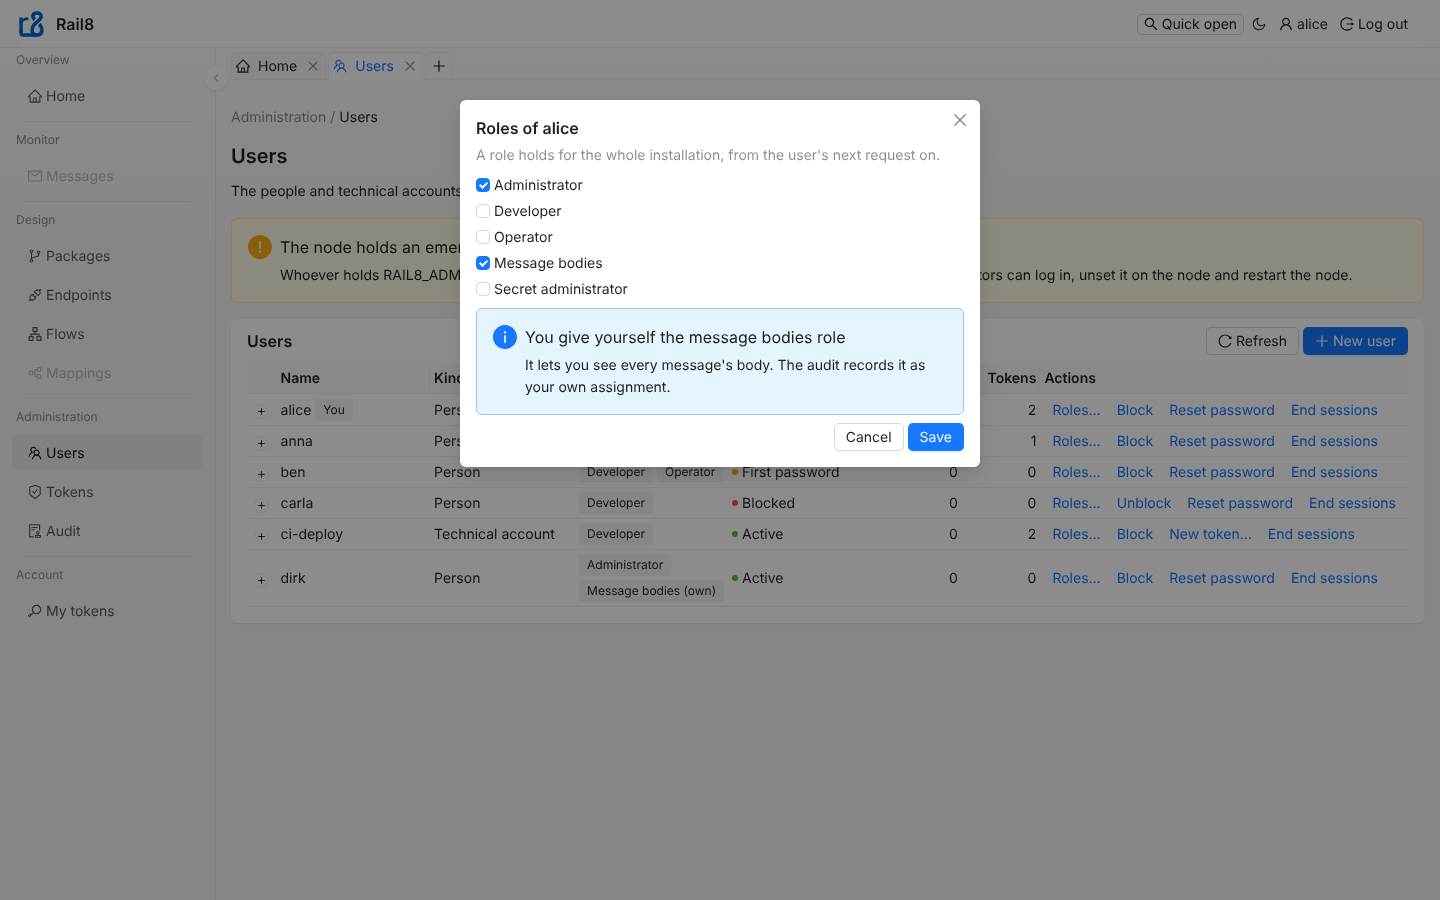 Rail8
Quick open
alice
Log out
Overview
Home
Monitor
Messages
Design
Packages
Endpoints
Flows
Mappings
Administration
Users
Tokens
Audit
Account
My tokens
Home
Users
Administration / Users
Users
The people and technical accounts
The node holds an
Whoever holds RAIL8_ADM
tors can log in, unset it on the node and restart the node.
Users
Refresh
New user
Name
Tokens Actions
alice You
2 Roles... Block Reset password End sessions
anna
1 Roles... Block Reset password End sessions
ben Person Developer Operator First password 0 0 Roles... Block Reset password End sessions
carla Person Developer Blocked 0 0 Roles... Unblock Reset password End sessions
ci-deploy Technical account Developer Active 0 2 Roles... Block New token... End sessions
dirk Person Administrator Message bodies (own) Active 0 0 Roles... Block Reset password End sessions
Roles of alice
A role holds for the whole installation, from the user's next request on.
Administrator
Developer
Operator
Message bodies
Secret administrator
You give yourself the message bodies role
It lets you see every message's body. The audit records it as
your own assignment.
Cancel
Save